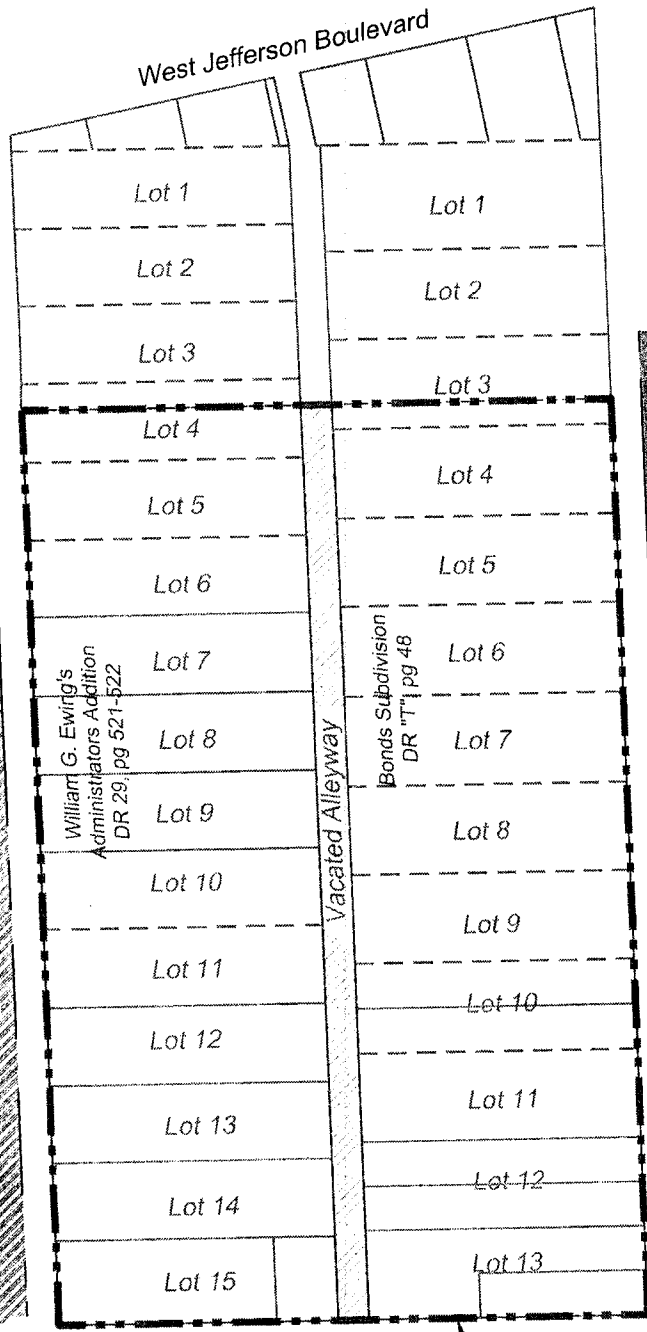 West Jefferson Boulevard
Lot 1
Lot 2
Lot 3
Lot 4
Lot 5
Lot 6
Lot 7
Lot 8
Lot 9
Lot 10
Lot 11
Lot 12
Lot 13
Lot 14
Lot 15
William G. Ewing's
Administrators Addition
DR 29, pg 521-522
Vacated Alleyway
Lot 1
Lot 2
Lot 3
Lot 4
Lot 5
Lot 6
Lot 7
Lot 8
Lot 9
Lot 10
Lot 11
Lot 12
Lot 13
Bonds Subdivision
DR "T", pg 48